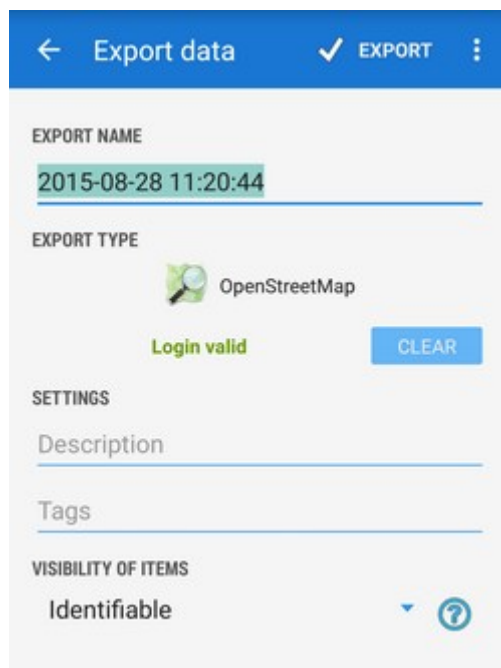 Export data EXPORT
EXPORT NAME
2015-08-28 11:20:44
EXPORT TYPE
OpenStreetMap
Login valid CLEAR
SETTINGS
Description
Tags
VISIBILITY OF ITEMS
Identifiable